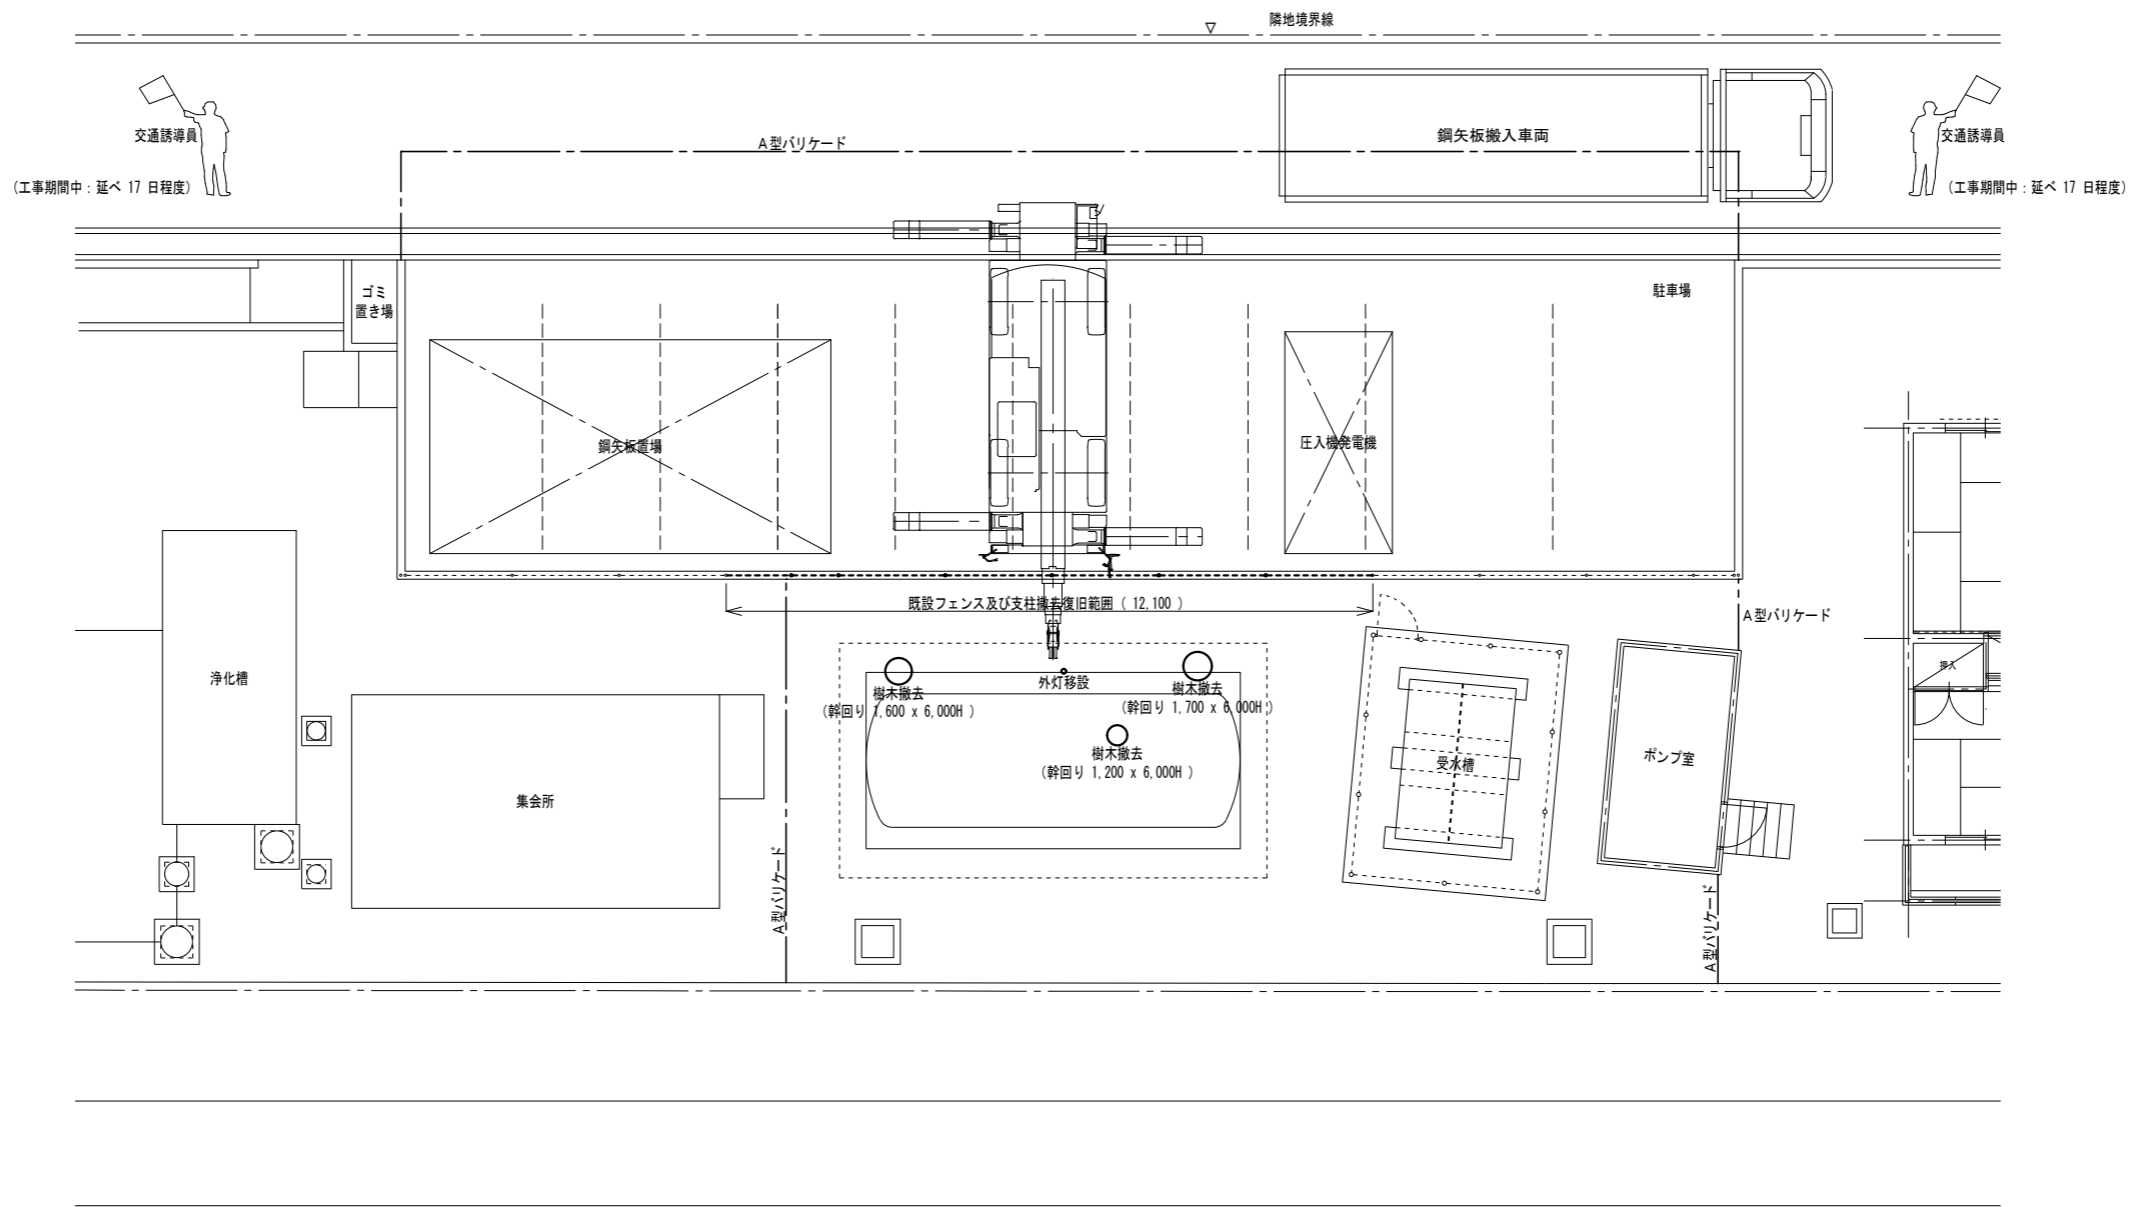 隣地境界線
交通誘導員
(工事期間中：延べ 17 日程度)
A型バリケード
鋼矢板搬入車両
交通誘導員
(工事期間中：延べ 17 日程度)
ゴミ
置き場
駐車場
鋼矢板置場
圧入機発電機
既設フェンス及び支柱撤去復旧範囲 ( 12,100 )
A型バリケード
浄化槽
外灯移設
樹木撤去
(幹回り 1,600 x 6,000H )
樹木撤去
(幹回り 1,700 x 6,000H )
押入
樹木撤去
(幹回り 1,200 x 6,000H )
受水槽
ポンプ室
集会所
A型バリケード
A型バリケード